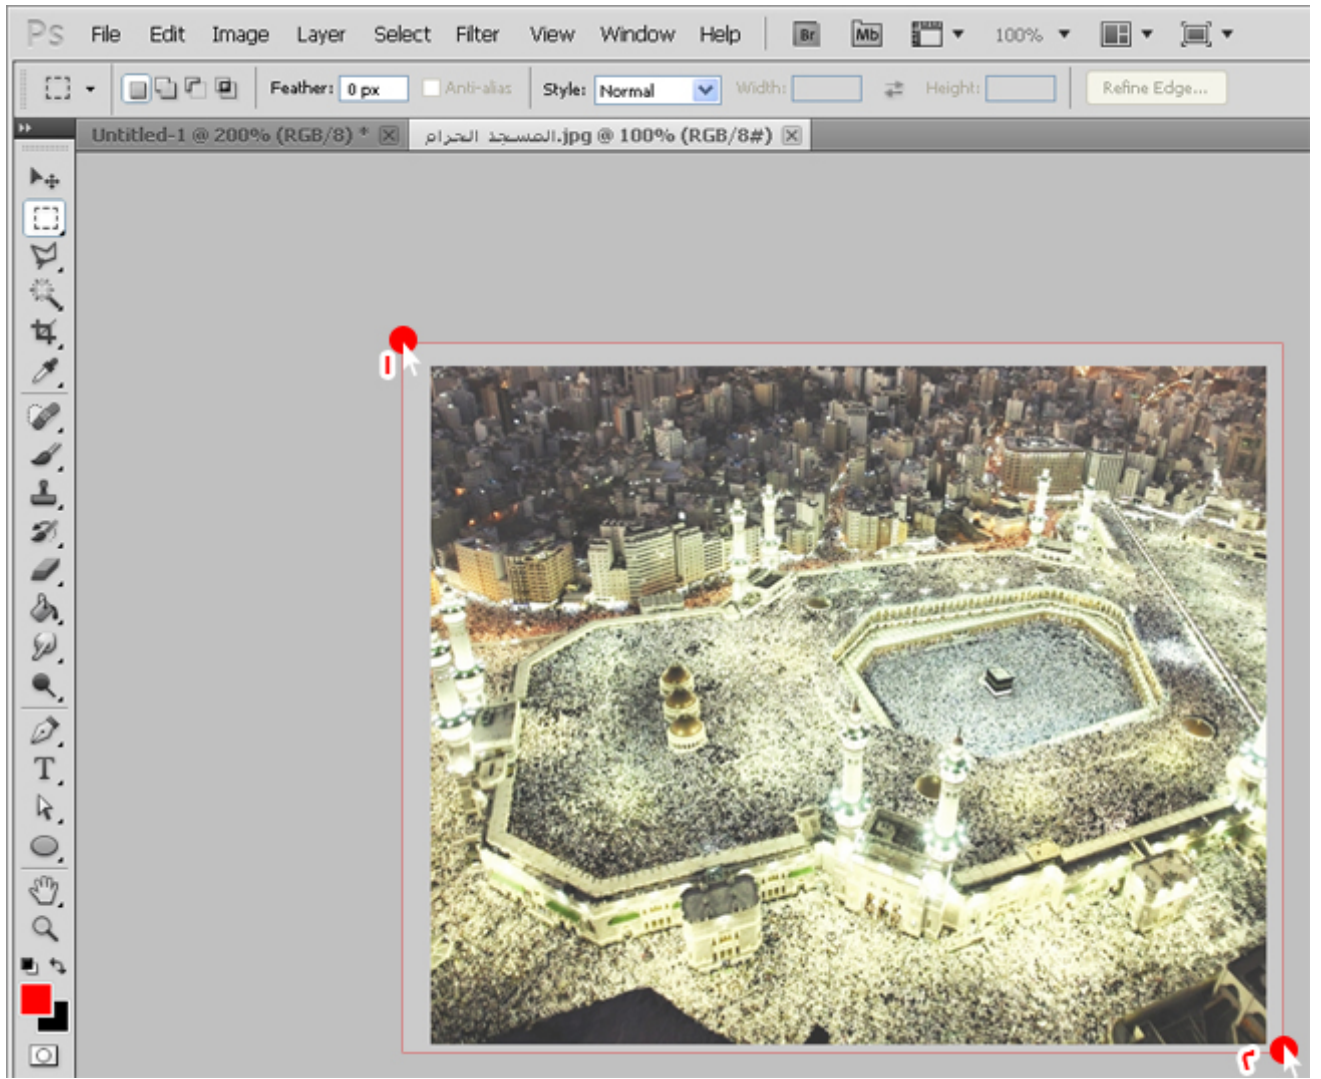 Ps File Edit Image Layer Select Filter View Window Help Br Mb 100%
Feather: 0 px Anti-alias Style: Normal Width: Height: Refine Edge...
Untitled-1 @ 200% (RGB/8) * المسجد الحرام.jpg @ 100% (RGB/8#)
١
٢
T